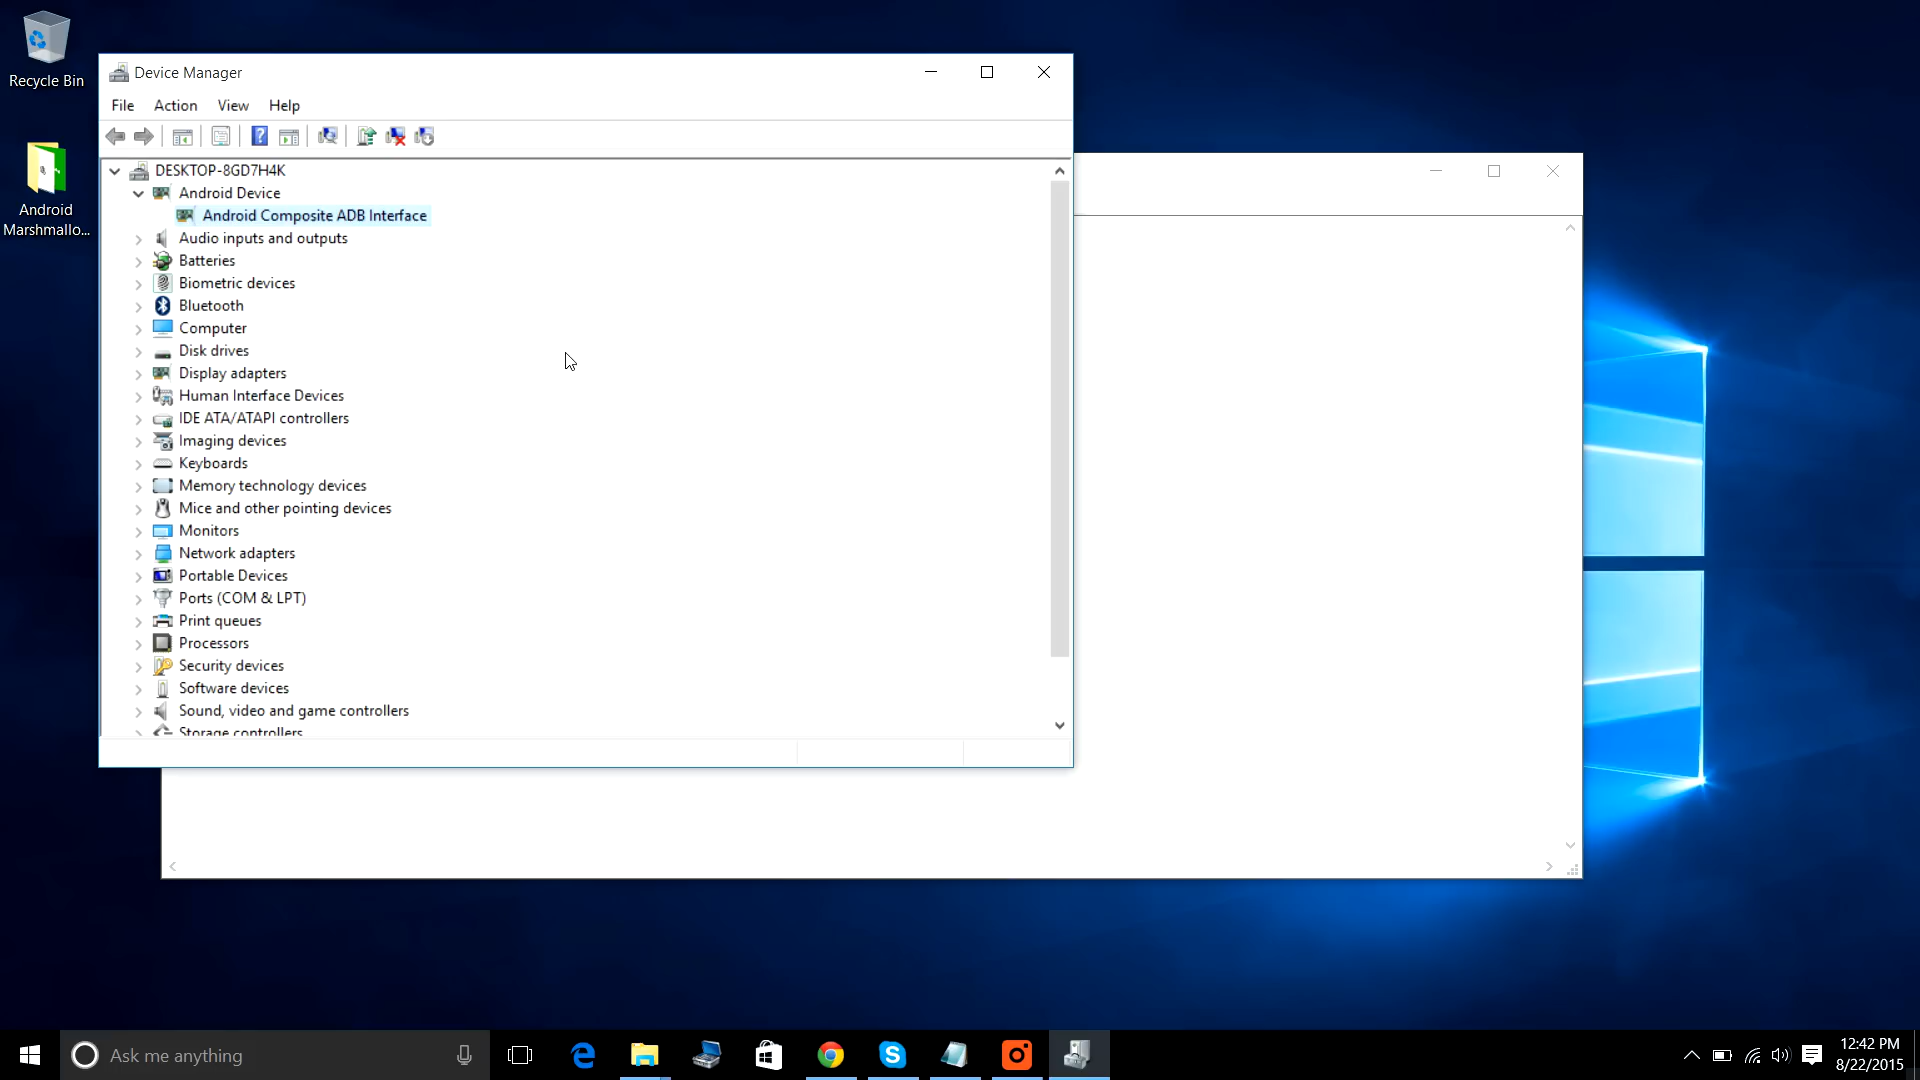 Recycle Bin
Android
Marshmallo...
Device Manager
File Action View Help
DESKTOP-8GD7H4K
Android Device
Android Composite ADB Interface
Audio inputs and outputs
Batteries
Biometric devices
Bluetooth
Computer
Disk drives
Display adapters
Human Interface Devices
IDE ATA/ATAPI controllers
Imaging devices
Keyboards
Memory technology devices
Mice and other pointing devices
Monitors
Network adapters
Portable Devices
Ports (COM & LPT)
Print queues
Processors
Security devices
Software devices
Sound, video and game controllers
Storage controllers
Ask me anything
12:42 PM
8/22/2015